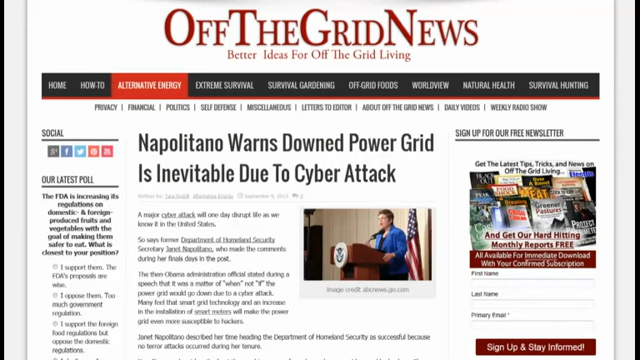 OFFTHEGRIDNEWS
Better Ideas For Off The Grid Living
HOME HOW-TO ALTERNATIVE ENERGY EXTREME SURVIVAL SURVIVAL GARDENING OFF-GRID FOODS WORLDVIEW NATURAL HEALTH SURVIVAL HUNTING
PRIVACY FINANCIAL POLITICS SELF DEFENSE MISCELLANEOUS LETTERS TO EDITOR ABOUT OFF THE GRID NEWS DAILY VIDEOS WEEKLY RADIO SHOW
SOCIAL
OUR LATEST POLL
The FDA is increasing its
regulations on
domestic- & foreign-
produced fruits and
vegetables with the
goal of making them
safer to eat. What is
closest to your position?
I support them. The
FDA's proposals are
wise.
I oppose them. Too
much government
regulation.
I support the foreign
food regulations but
oppose the domestic
Napolitano Warns Downed Power Grid
Is Inevitable Due To Cyber Attack
Written by: Tara Dodrill Alternative Energy September 9, 2013
A major cyber attack will one day disrupt life as we
know it in the United States.
So says former Department of Homeland Security
Secretary Janet Napolitano, who made the comments
during her finals days in the post.
The then-Obama administration official stated during a
speech that it was a matter of "when" not "if" the
power grid would go down due to a cyber attack.
Many feel that smart grid technology and an increase
in the installation of smart meters will make the power
grid even more susceptible to hackers.
Image credit abcnews.go.com
Janet Napolitano described her time heading the Department of Homeland Security as successful because
no terror attacks occurred during her tenure.
SIGN UP FOR OUR FREE NEWSLETTER
Get The Latest Tips, Tricks, and News on
Off The Grid Living
FOOD SHOCK
Greener Pastures
And Get Our Hard Hitting
Monthly Reports FREE
All Available For Immediate Download
With Your Confirmed Subscription
First Name
Last Name
Primary Email *
Sign Up & Stay Informed!